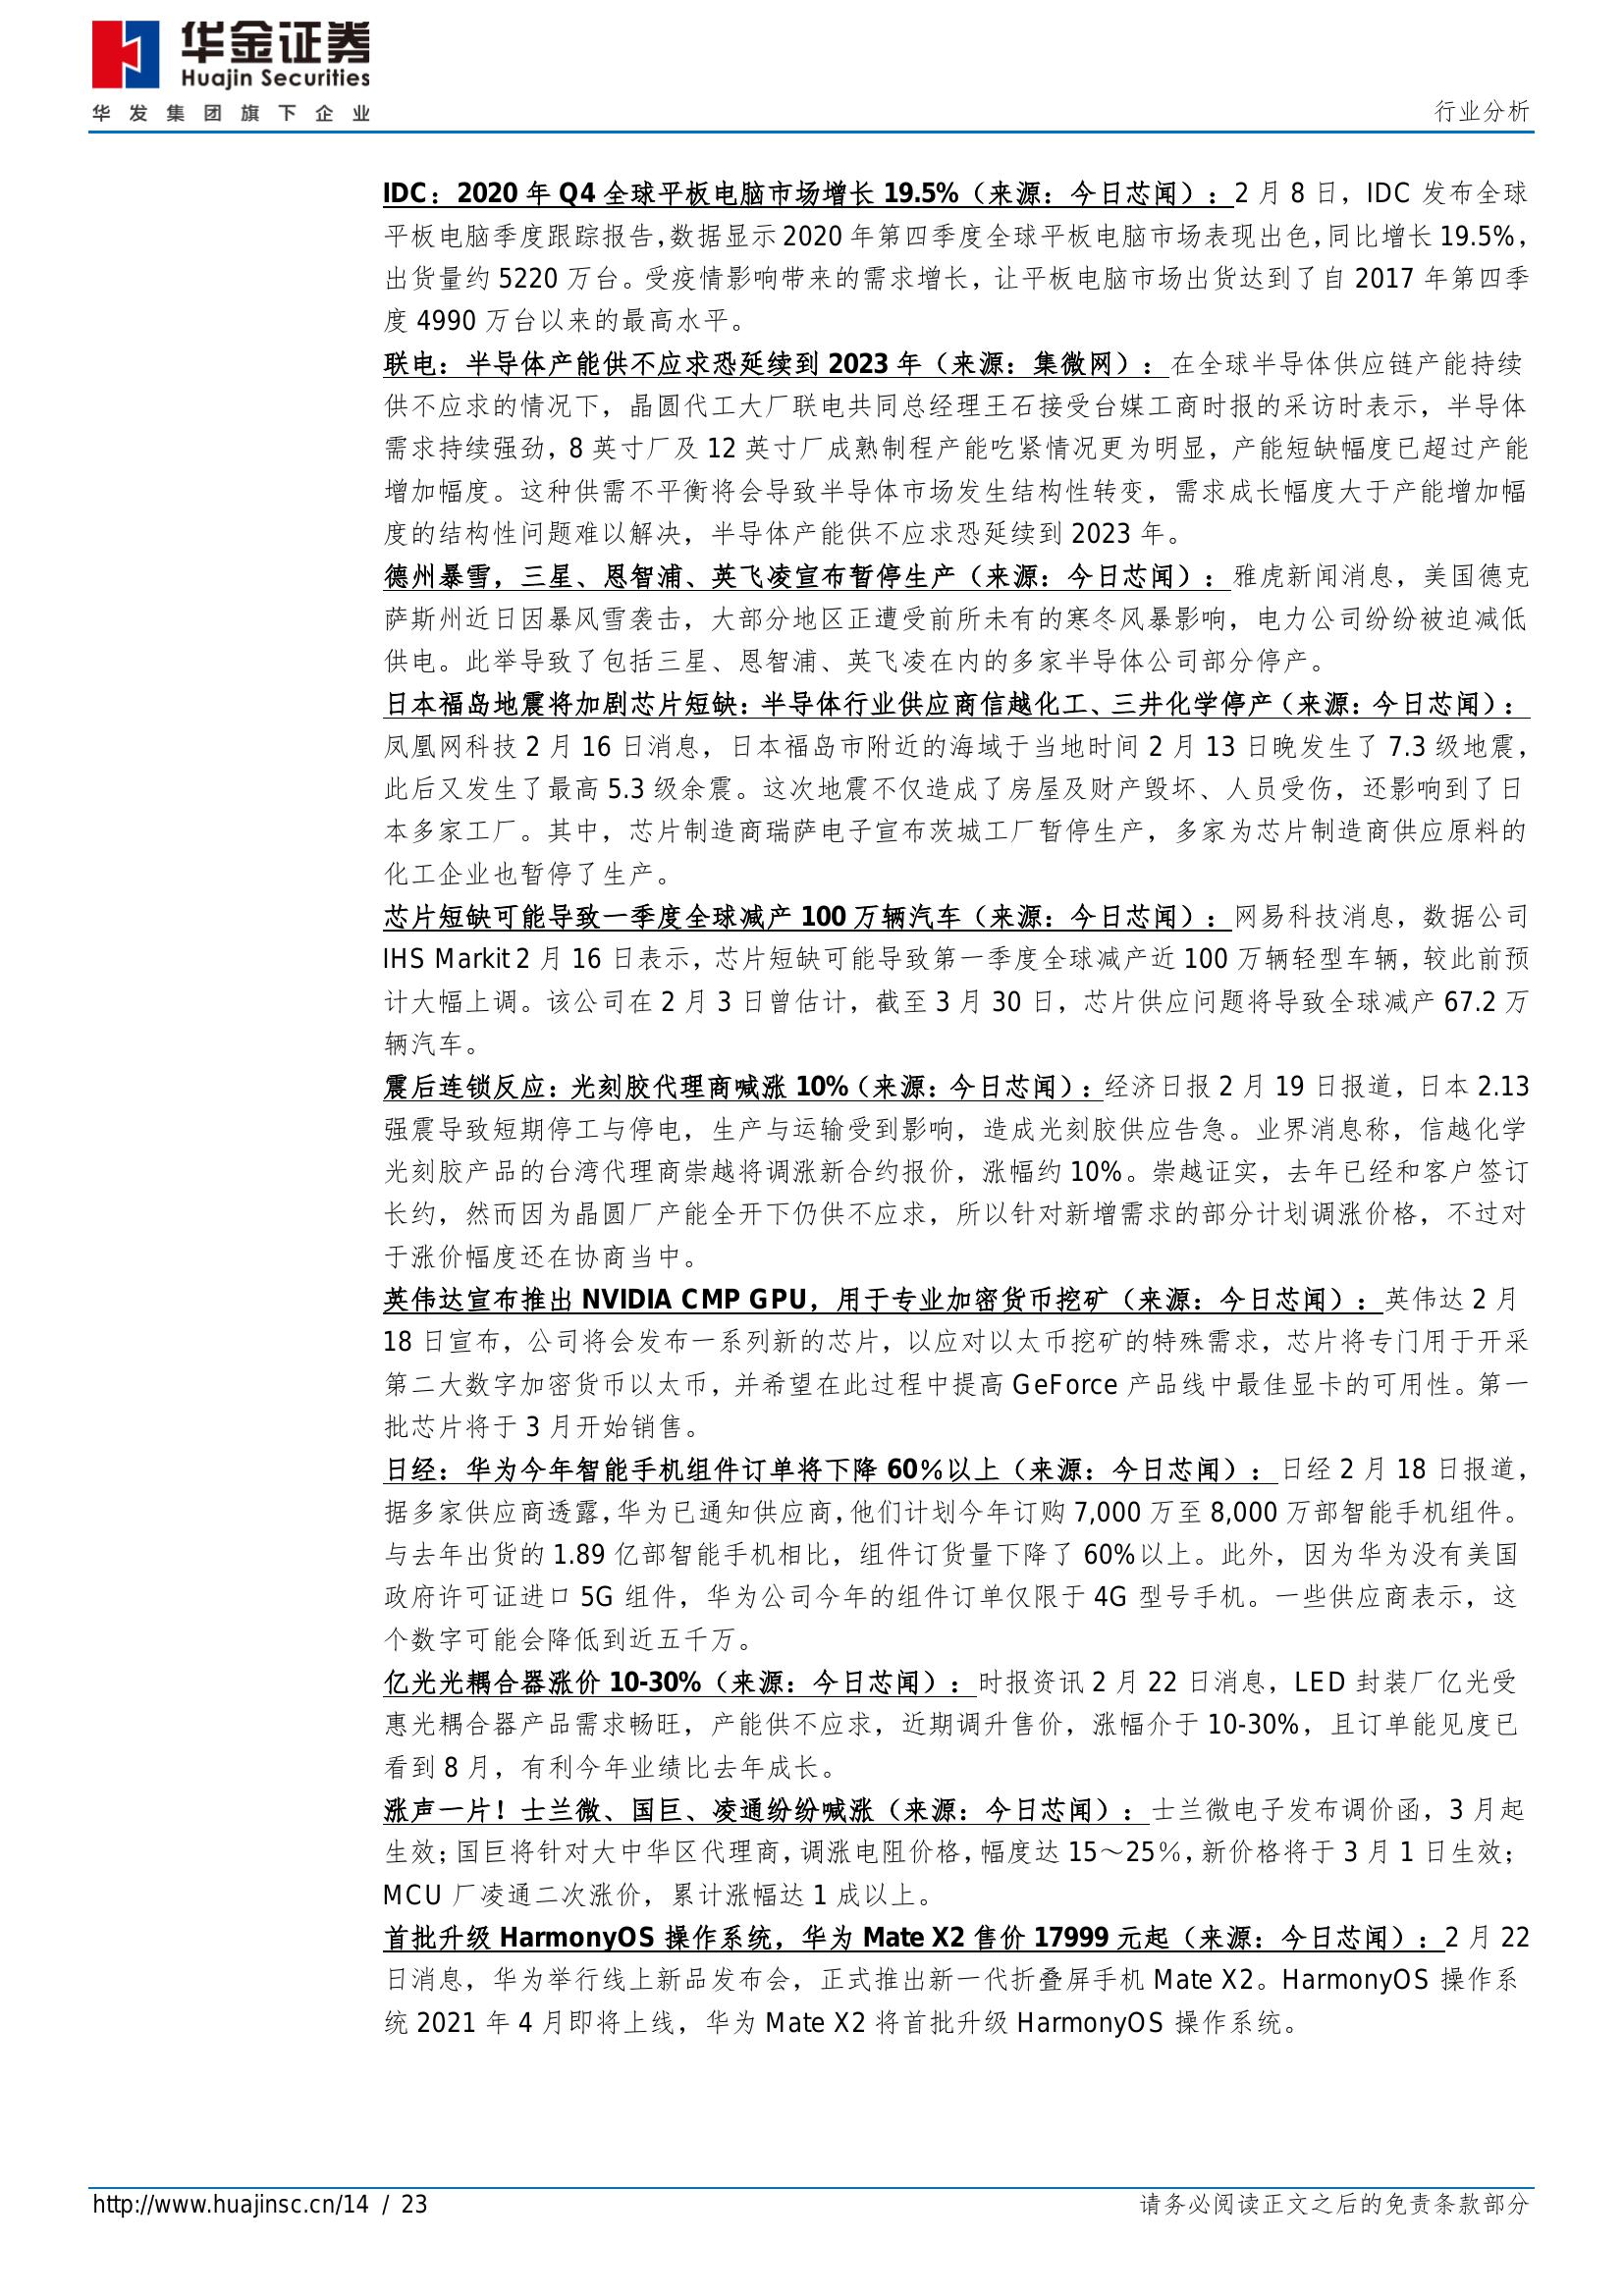 华金证券
Huajin Securities
华发集团旗下企业
行业分析
IDC：2020 年 Q4 全球平板电脑市场增长 19.5%（来源：今日芯闻）：2 月 8 日，IDC 发布全球
平板电脑季度跟踪报告，数据显示 2020 年第四季度全球平板电脑市场表现出色，同比增长 19.5%，
出货量约 5220 万台。受疫情影响带来的需求增长，让平板电脑市场出货达到了自 2017 年第四季
度 4990 万台以来的最高水平。
联电：半导体产能供不应求恐延续到 2023 年（来源：集微网）：在全球半导体供应链产能持续
供不应求的情况下，晶圆代工大厂联电共同总经理王石接受台媒工商时报的采访时表示，半导体
需求持续强劲，8 英寸厂及 12 英寸厂成熟制程产能吃紧情况更为明显，产能短缺幅度已超过产能
增加幅度。这种供需不平衡将会导致半导体市场发生结构性转变，需求成长幅度大于产能增加幅
度的结构性问题难以解决，半导体产能供不应求恐延续到 2023 年。
德州暴雪，三星、恩智浦、英飞凌宣布暂停生产（来源：今日芯闻）：雅虎新闻消息，美国德克
萨斯州近日因暴风雪袭击，大部分地区正遭受前所未有的寒冬风暴影响，电力公司纷纷被迫减低
供电。此举导致了包括三星、恩智浦、英飞凌在内的多家半导体公司部分停产。
日本福岛地震将加剧芯片短缺：半导体行业供应商信越化工、三井化学停产（来源：今日芯闻）：
凤凰网科技 2 月 16 日消息，日本福岛市附近的海域于当地时间 2 月 13 日晚发生了 7.3 级地震，
此后又发生了最高 5.3 级余震。这次地震不仅造成了房屋及财产毁坏、人员受伤，还影响到了日
本多家工厂。其中，芯片制造商瑞萨电子宣布茨城工厂暂停生产，多家为芯片制造商供应原料的
化工企业也暂停了生产。
芯片短缺可能导致一季度全球减产 100 万辆汽车（来源：今日芯闻）：网易科技消息，数据公司
IHS Markit 2 月 16 日表示，芯片短缺可能导致第一季度全球减产近 100 万辆轻型车辆，较此前预
计大幅上调。该公司在 2 月 3 日曾估计，截至 3 月 30 日，芯片供应问题将导致全球减产 67.2 万
辆汽车。
震后连锁反应：光刻胶代理商喊涨 10%（来源：今日芯闻）：经济日报 2 月 19 日报道，日本 2.13
强震导致短期停工与停电，生产与运输受到影响，造成光刻胶供应告急。业界消息称，信越化学
光刻胶产品的台湾代理商崇越将调涨新合约报价，涨幅约 10%。崇越证实，去年已经和客户签订
长约，然而因为晶圆厂产能全开下仍供不应求，所以针对新增需求的部分计划调涨价格，不过对
于涨价幅度还在协商当中。
英伟达宣布推出 NVIDIA CMP GPU，用于专业加密货币挖矿（来源：今日芯闻）：英伟达 2 月
18 日宣布，公司将会发布一系列新的芯片，以应对以太币挖矿的特殊需求，芯片将专门用于开采
第二大数字加密货币以太币，并希望在此过程中提高 GeForce 产品线中最佳显卡的可用性。第一
批芯片将于 3 月开始销售。
日经：华为今年智能手机组件订单将下降 60%以上（来源：今日芯闻）：日经 2 月 18 日报道，
据多家供应商透露，华为已通知供应商，他们计划今年订购 7,000 万至 8,000 万部智能手机组件。
与去年出货的 1.89 亿部智能手机相比，组件订货量下降了 60%以上。此外，因为华为没有美国
政府许可证进口 5G 组件，华为公司今年的组件订单仅限于 4G 型号手机。一些供应商表示，这
个数字可能会降低到近五千万。
亿光光耦合器涨价 10-30%（来源：今日芯闻）：时报资讯 2 月 22 日消息，LED 封装厂亿光受
惠光耦合器产品需求畅旺，产能供不应求，近期调升售价，涨幅介于 10-30%，且订单能见度已
看到 8 月，有利今年业绩比去年成长。
涨声一片！士兰微、国巨、凌通纷纷喊涨（来源：今日芯闻）：士兰微电子发布调价函，3 月起
生效；国巨将针对大中华区代理商，调涨电阻价格，幅度达 15～25％，新价格将于 3 月 1 日生效；
MCU 厂凌通二次涨价，累计涨幅达 1 成以上。
首批升级 HarmonyOS 操作系统，华为 Mate X2 售价 17999 元起（来源：今日芯闻）：2 月 22
日消息，华为举行线上新品发布会，正式推出新一代折叠屏手机 Mate X2。HarmonyOS 操作系
统 2021 年 4 月即将上线，华为 Mate X2 将首批升级 HarmonyOS 操作系统。
http://www.huajinsc.cn/14 / 23
请务必阅读正文之后的免责条款部分